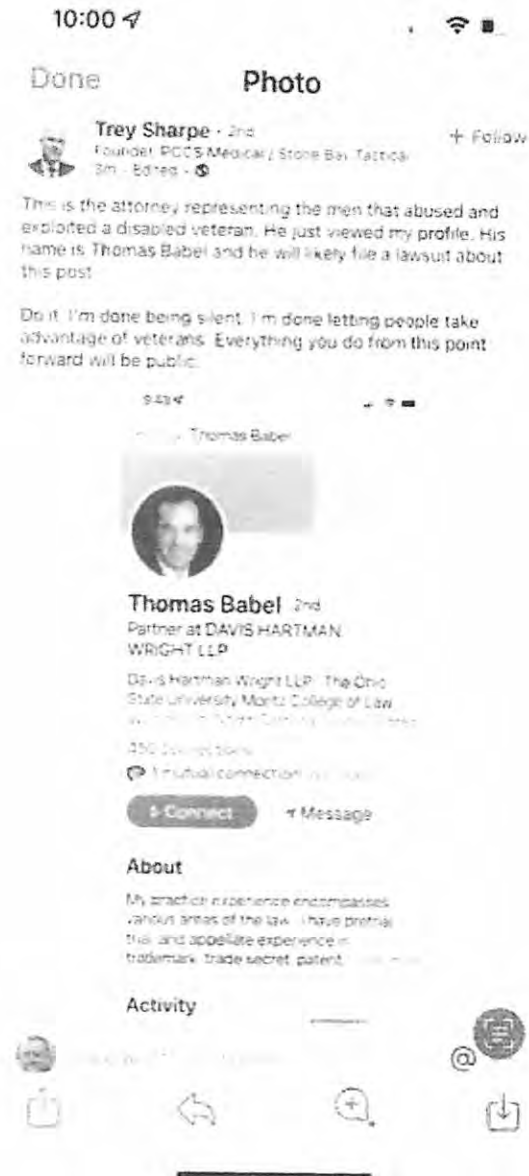 10:00
Done
Photo
Trey Sharpe · 2nd
Founder, PCCS Medical / Stone Bay Tactical
3m · Edited ·
+ Follow
This is the attorney representing the men that abused and
exploited a disabled veteran. He just viewed my profile. His
name is Thomas Babel and he will likely file a lawsuit about
this post.
Do it. I'm done being silent. I'm done letting people take
advantage of veterans. Everything you do from this point
forward will be public.
9:43
Thomas Babel
Thomas Babel 2nd
Partner at DAVIS HARTMAN
WRIGHT LLP
Davis Hartman Wright LLP · The Ohio
State University Moritz College of Law
450 connections
1 mutual connection
Connect
Message
About
My practice experience encompasses
various areas of the law. I have pretrial,
trial and appellate experience in
trademark, trade secret, patent,
Activity
@